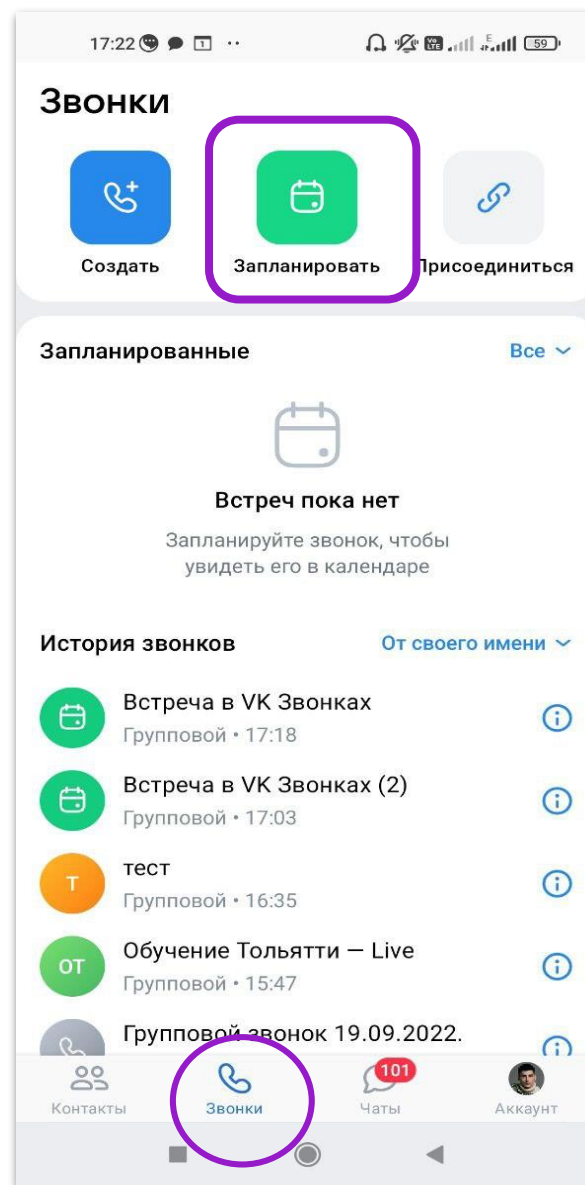 17:22
Vo LTE
E
59
Звонки
Создать
Запланировать
Присоединиться
Запланированные
Все
Встреч пока нет
Запланируйте звонок, чтобы
увидеть его в календаре
История звонков
От своего имени
Встреча в VK Звонках
Групповой • 17:18
Встреча в VK Звонках (2)
Групповой • 17:03
Т
тест
Групповой • 16:35
ОТ
Обучение Тольятти — Live
Групповой • 15:47
Групповой звонок 19.09.2022.
101
Контакты
Звонки
Чаты
Аккаунт